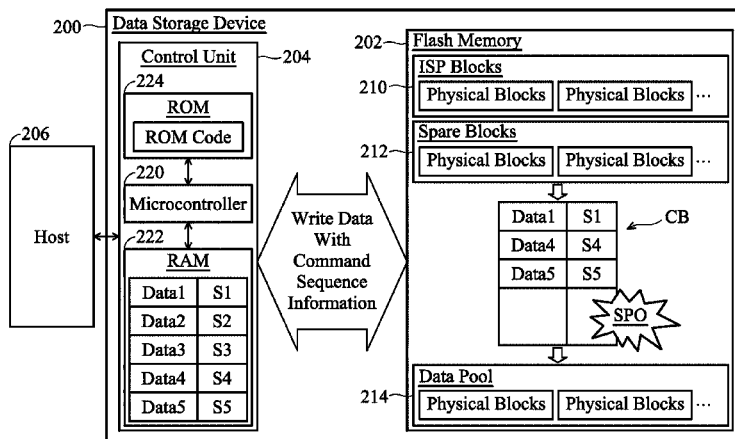 200
Data Storage Device
Control Unit
204
224
ROM
ROM Code
220
Microcontroller
222
RAM
Data1 S1
Data2 S2
Data3 S3
Data4 S4
Data5 S5
206
Host
Write Data
With
Command
Sequence
Information
202
Flash Memory
210
ISP Blocks
Physical Blocks Physical Blocks ...
212
Spare Blocks
Physical Blocks Physical Blocks ...
Data1 S1
Data4 S4
Data5 S5
CB
SPO
214
Data Pool
Physical Blocks Physical Blocks ...